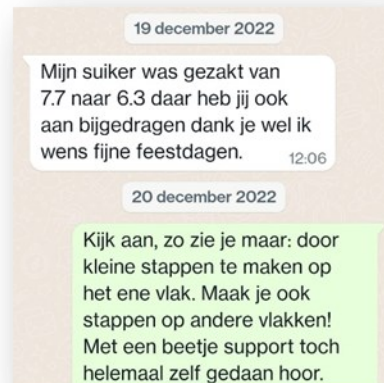 19 december 2022
Mijn suiker was gezakt van
7.7 naar 6.3 daar heb jij ook
aan bijgedragen dank je wel ik
wens fijne feestdagen.
12:06
20 december 2022
Kijk aan, zo zie je maar: door
kleine stappen te maken op
het ene vlak. Maak je ook
stappen op andere vlakken!
Met een beetje support toch
helemaal zelf gedaan hoor.